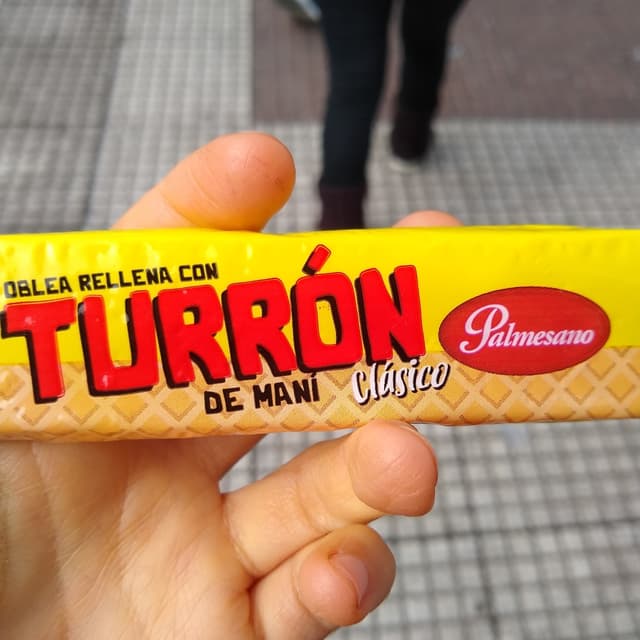 OBLEA RELLENA CON
TURRÓN
DE MANÍ Clásico
Palmesano